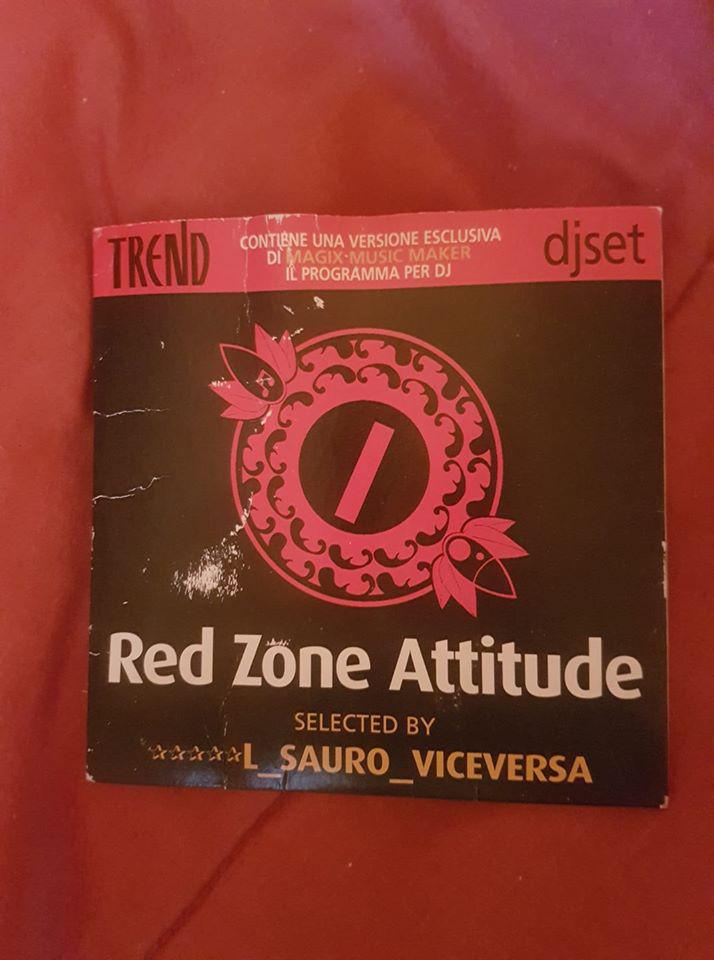 TREND
CONTIENE UNA VERSIONE ESCLUSIVA
DI MAGIX·MUSIC MAKER
IL PROGRAMMA PER DJ
djset
Red Zone Attitude
SELECTED BY
☆☆☆☆☆L_SAURO_VICEVERSA